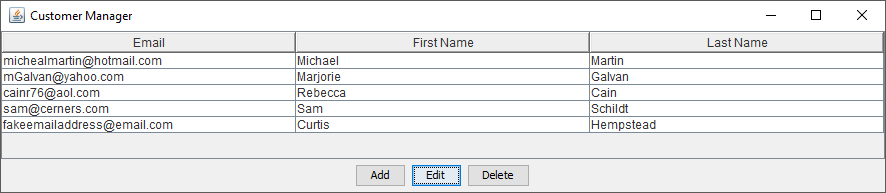 Customer Manager
Email First Name Last Name
michealmartin@hotmail.com Michael Martin
mGalvan@yahoo.com Marjorie Galvan
cainr76@aol.com Rebecca Cain
sam@cerners.com Sam Schildt
fakeemailaddress@email.com Curtis Hempstead
Add Edit Delete